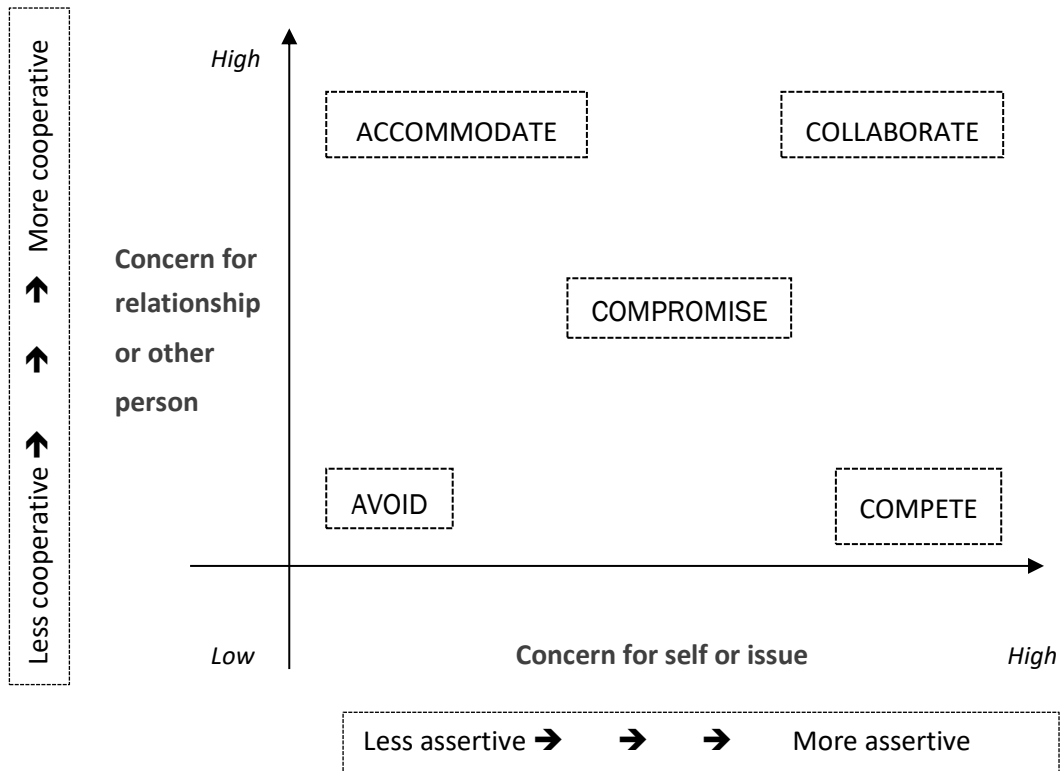 More cooperative
Less cooperative
High
ACCOMMODATE
COLLABORATE
Concern for
relationship
or other
person
COMPROMISE
AVOID
COMPETE
Low
Concern for self or issue
High
Less assertive ➔ ➔ ➔ More assertive